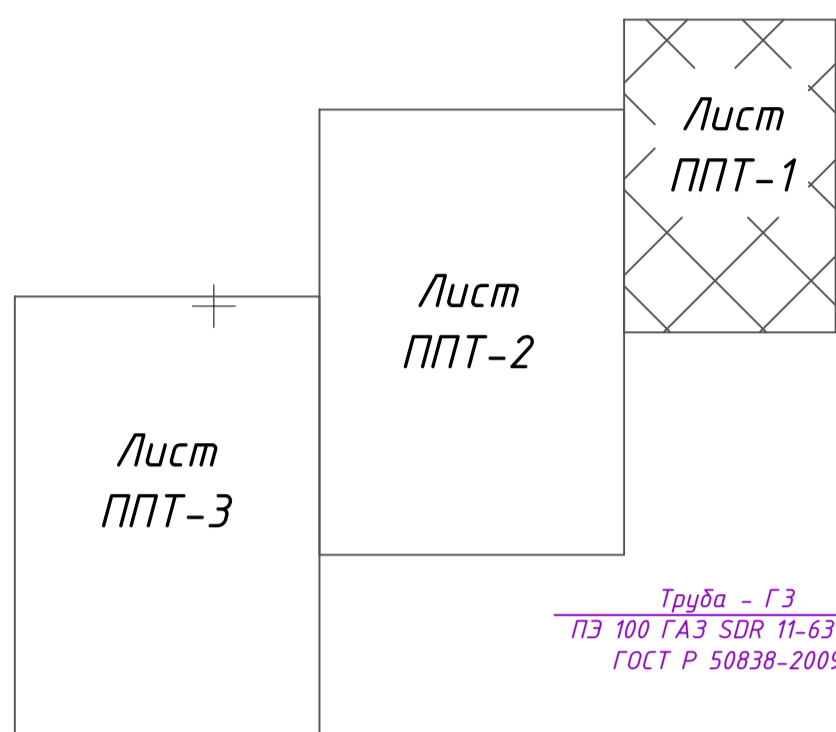 Лист
ППТ-1
Лист
ППТ-2
Лист
ППТ-3
Труба - Г3
ПЭ 100 ГАЗ SDR 11-63
ГОСТ Р 50838-2009